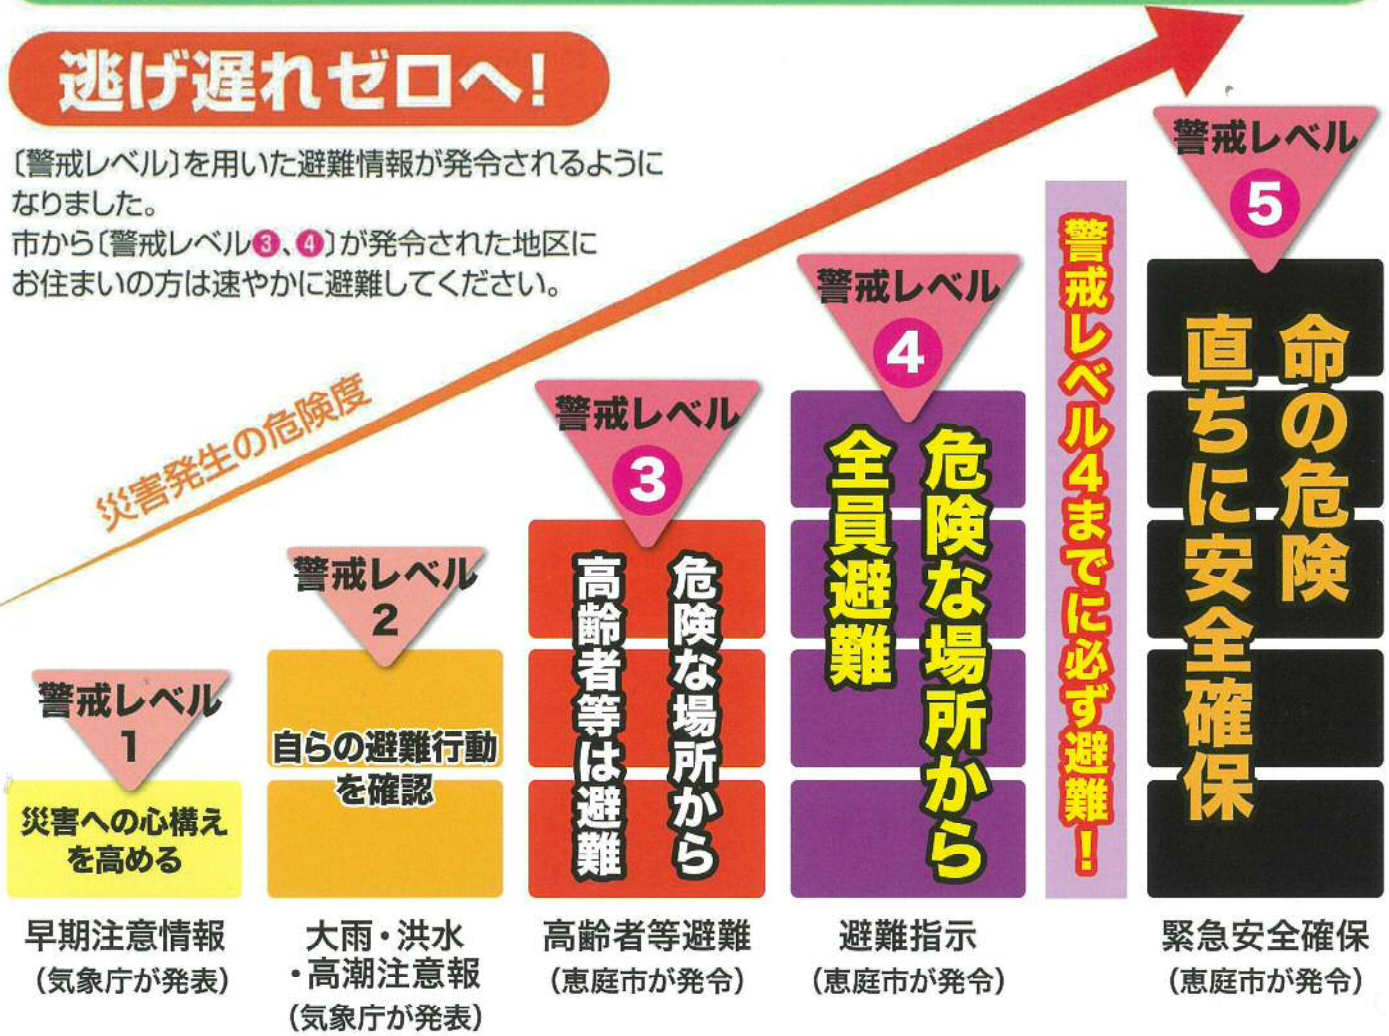 逃げ遅れゼロへ!
〔警戒レベル〕を用いた避難情報が発令されるように
なりました。
市から〔警戒レベル❸、❹〕が発令された地区に
お住まいの方は速やかに避難してください。
災害発生の危険度
警戒レベル
1
災害への心構え
を高める
早期注意情報
(気象庁が発表)
警戒レベル
2
自らの避難行動
を確認
大雨・洪水
・高潮注意報
(気象庁が発表)
警戒レベル
3
危険な場所から
高齢者等は避難
高齢者等避難
(恵庭市が発令)
警戒レベル
4
危険な場所から
全員避難
避難指示
(恵庭市が発令)
警戒レベル4までに必ず避難!
警戒レベル
5
命の危険
直ちに安全確保
緊急安全確保
(恵庭市が発令)